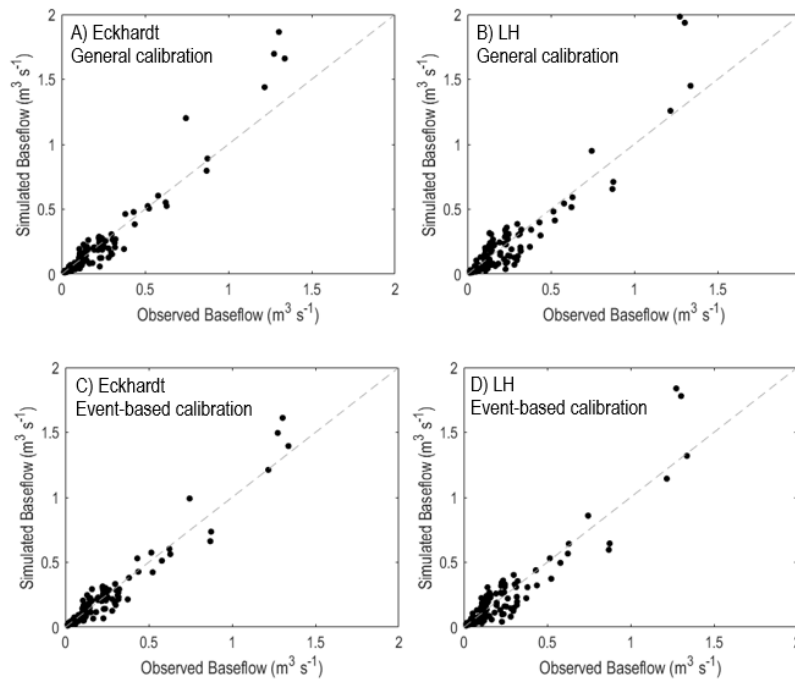 A) Eckhardt
General calibration
2
1.5
1
0.5
0
Simulated Baseflow (m³ s⁻¹)
0 0.5 1 1.5 2
Observed Baseflow (m³ s⁻¹)
B) LH
General calibration
2
1.5
1
0.5
0
Simulated Baseflow (m³ s⁻¹)
0 0.5 1 1.5 2
Observed Baseflow (m³ s⁻¹)
C) Eckhardt
Event-based calibration
2
1.5
1
0.5
0
Simulated Baseflow (m³ s⁻¹)
0 0.5 1 1.5 2
Observed Baseflow (m³ s⁻¹)
D) LH
Event-based calibration
2
1.5
1
0.5
0
Simulated Baseflow (m³ s⁻¹)
0 0.5 1 1.5 2
Observed Baseflow (m³ s⁻¹)